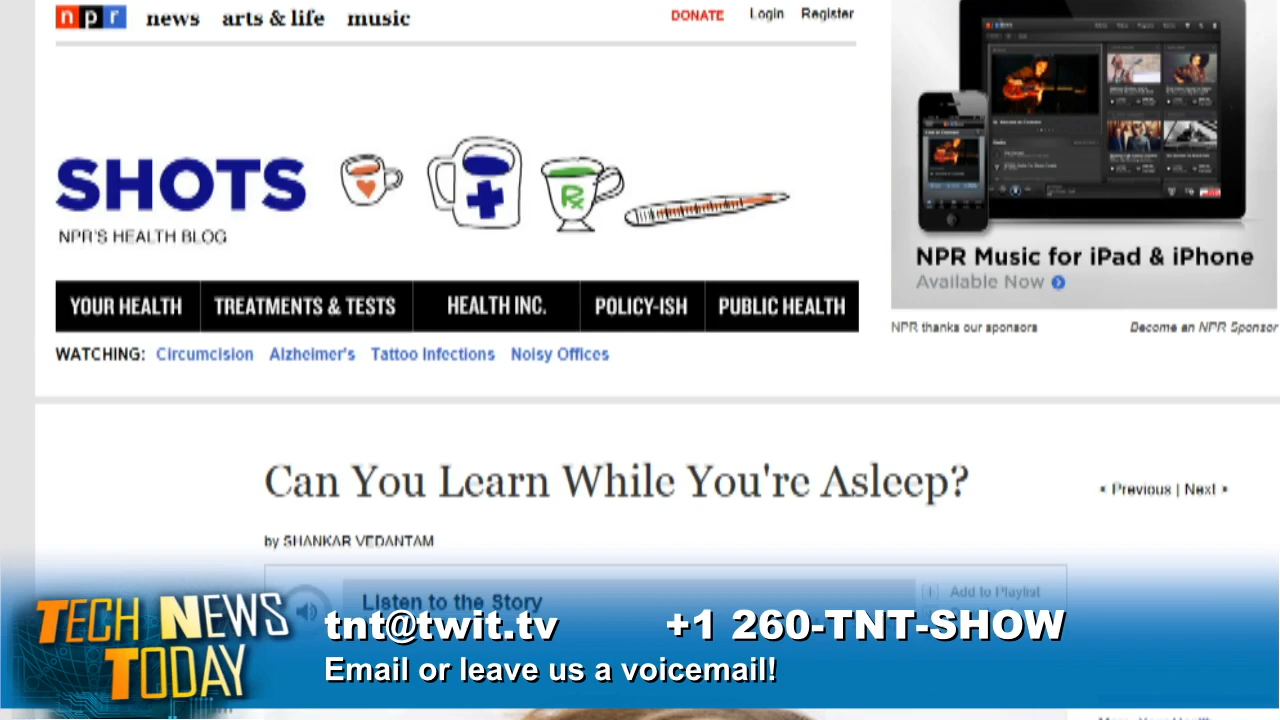 npr news arts & life music DONATE Login Register
SHOTS
NPR'S HEALTH BLOG
Rx
NPR Music for iPad & iPhone
Available Now
YOUR HEALTH TREATMENTS & TESTS HEALTH INC. POLICY-ISH PUBLIC HEALTH
NPR thanks our sponsors Become an NPR Sponsor
WATCHING: Circumcision Alzheimer's Tattoo Infections Noisy Offices
Can You Learn While You're Asleep?
< Previous | Next >
by SHANKAR VEDANTAM
Listen to the Story
Add to Playlist
TECH NEWS TODAY
tnt@twit.tv +1 260-TNT-SHOW
Email or leave us a voicemail!